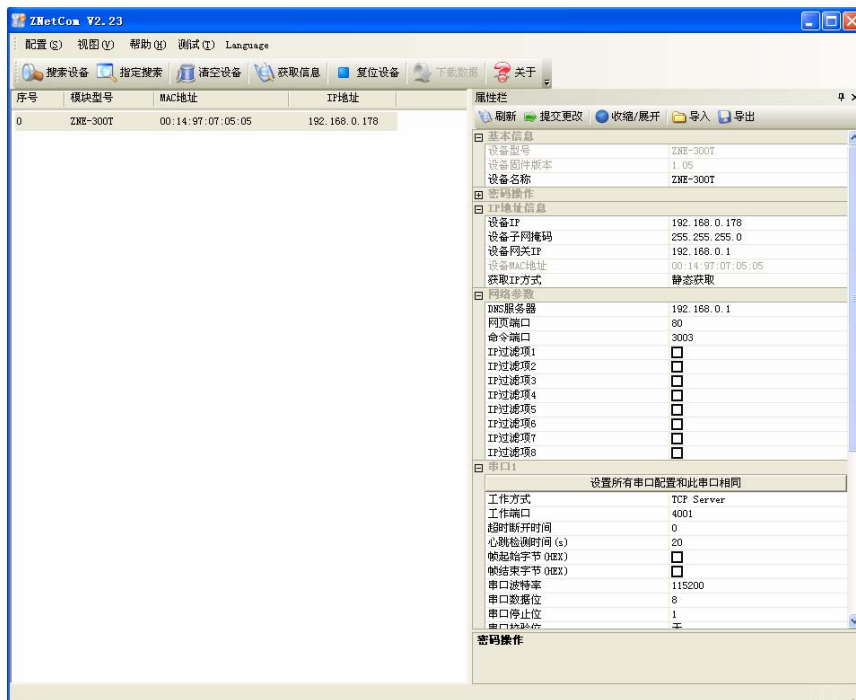 ZNetCom V2.23
配置(S) 视图(V) 帮助(H) 测试(T) Language
搜索设备 指定搜索 清空设备 获取信息 复位设备 下载数据 关于
序号 模块型号 MAC地址 IP地址
0 ZNE-300T 00:14:97:07:05:05 192.168.0.178
属性栏
刷新 提交更改 收缩/展开 导入 导出
基本信息
设备型号 ZNE-300T
设备固件版本 1.05
设备名称 ZNE-300T
密码操作
IP地址信息
设备IP 192.168.0.178
设备子网掩码 255.255.255.0
设备网关IP 192.168.0.1
设备MAC地址 00:14:97:07:05:05
获取IP方式 静态获取
网络参数
DNS服务器 192.168.0.1
网页端口 80
命令端口 3003
IP过滤项1
IP过滤项2
IP过滤项3
IP过滤项4
IP过滤项5
IP过滤项6
IP过滤项7
IP过滤项8
串口1
设置所有串口配置和此串口相同
工作方式 TCP Server
工作端口 4001
超时断开时间 0
心跳检测时间(s) 20
帧起始字节(HEX)
帧结束字节(HEX)
串口波特率 115200
串口数据位 8
串口停止位 1
串口校验位 无
密码操作